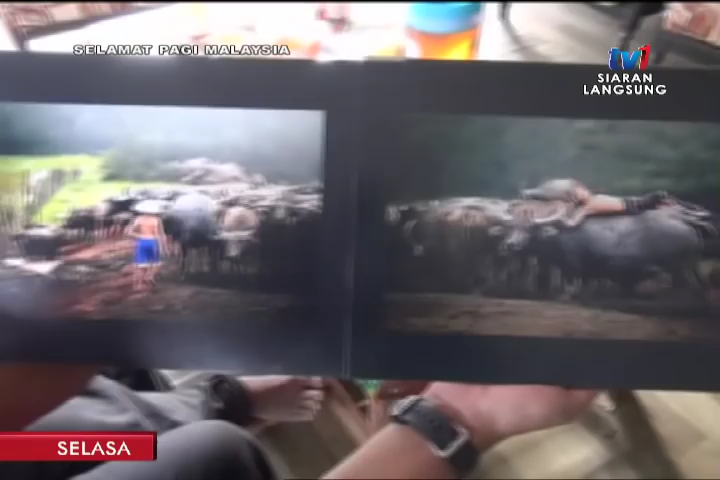 SELAMAT PAGI MALAYSIA
tv1
SIARAN
LANGSUNG
SELASA